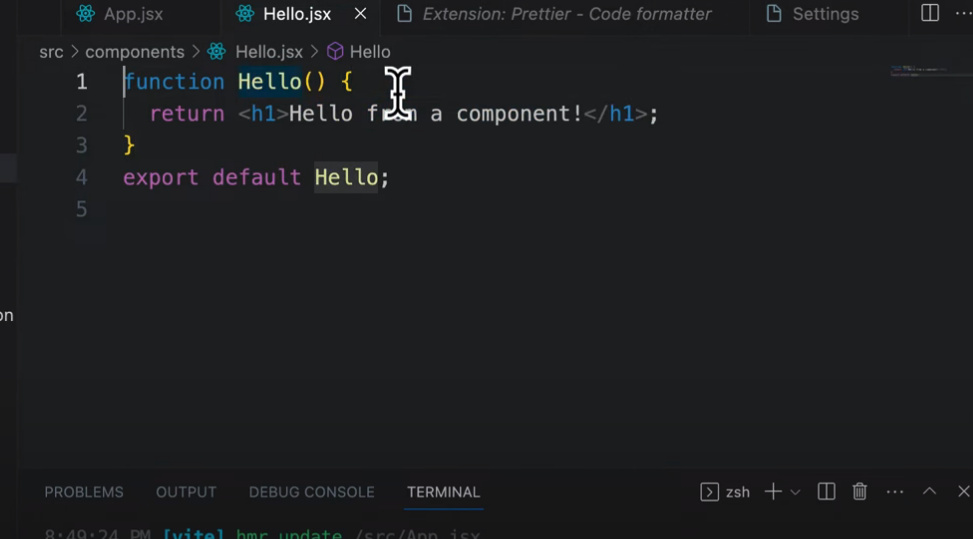 App.jsx Hello.jsx Extension: Prettier - Code formatter Settings
src > components > Hello.jsx > Hello
1 function Hello() {
2 return <h1>Hello from a component!</h1>;
3 }
4 export default Hello;
5
on
PROBLEMS OUTPUT DEBUG CONSOLE TERMINAL zsh
8:49:24 PM [vite] hmr update /src/App.jsx